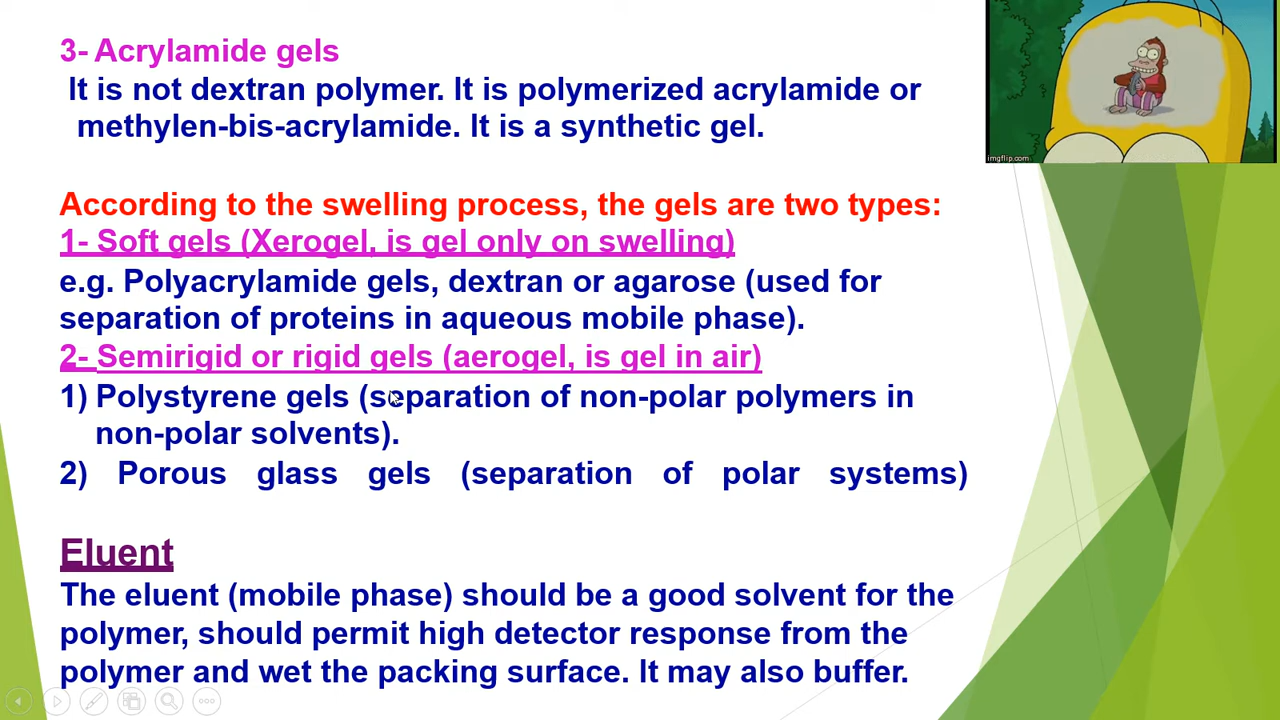 3- Acrylamide gels
It is not dextran polymer. It is polymerized acrylamide or
methylen-bis-acrylamide. It is a synthetic gel.
According to the swelling process, the gels are two types:
1- Soft gels (Xerogel, is gel only on swelling)
e.g. Polyacrylamide gels, dextran or agarose (used for
separation of proteins in aqueous mobile phase).
2- Semirigid or rigid gels (aerogel, is gel in air)
1) Polystyrene gels (separation of non-polar polymers in
non-polar solvents).
2) Porous glass gels (separation of polar systems)
Eluent
The eluent (mobile phase) should be a good solvent for the
polymer, should permit high detector response from the
polymer and wet the packing surface. It may also buffer.
imgflip.com